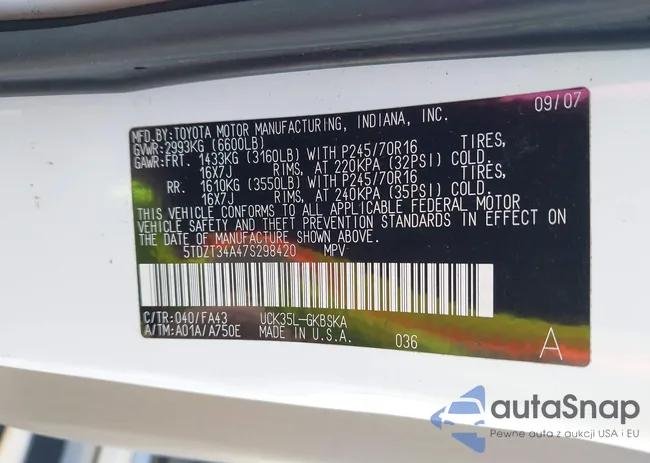 09/07
MFD.BY:TOYOTA MOTOR MANUFACTURING, INDIANA, INC.
GVWR:2993KG (6600LB)
GAWR:FRT. 1433KG (3160LB) WITH P245/70R16 TIRES,
16X7J RIMS, AT 220KPA (32PSI) COLD.
RR. 1610KG (3550LB) WITH P245/70R16 TIRES,
16X7J RIMS, AT 240KPA (35PSI) COLD.
THIS VEHICLE CONFORMS TO ALL APPLICABLE FEDERAL MOTOR
VEHICLE SAFETY AND THEFT PREVENTION STANDARDS IN EFFECT ON
THE DATE OF MANUFACTURE SHOWN ABOVE.
5TDZT34A47S298420 MPV
C/TR:040/FA43 UCK35L-GKBSKA
A/TM:A01A/A750E MADE IN U.S.A. 036 A
autaSnap
Pewne auta z aukcji USA i EU